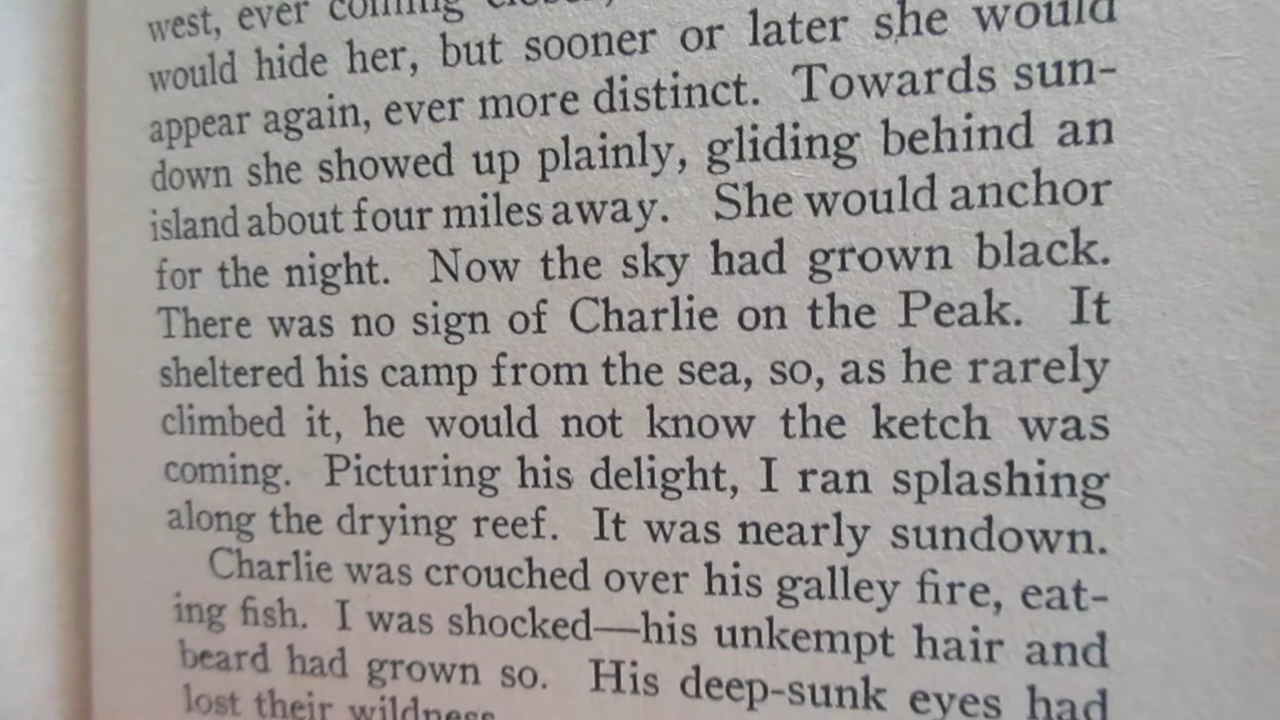 west, ever coming
would hide her, but sooner or later she would
appear again, ever more distinct. Towards sun-
down she showed up plainly, gliding behind an
island about four miles away. She would anchor
for the night. Now the sky had grown black.
There was no sign of Charlie on the Peak. It
sheltered his camp from the sea, so, as he rarely
climbed it, he would not know the ketch was
coming. Picturing his delight, I ran splashing
along the drying reef. It was nearly sundown.
Charlie was crouched over his galley fire, eat-
ing fish. I was shocked—his unkempt hair and
beard had grown so. His deep-sunk eyes had
lost their wildness